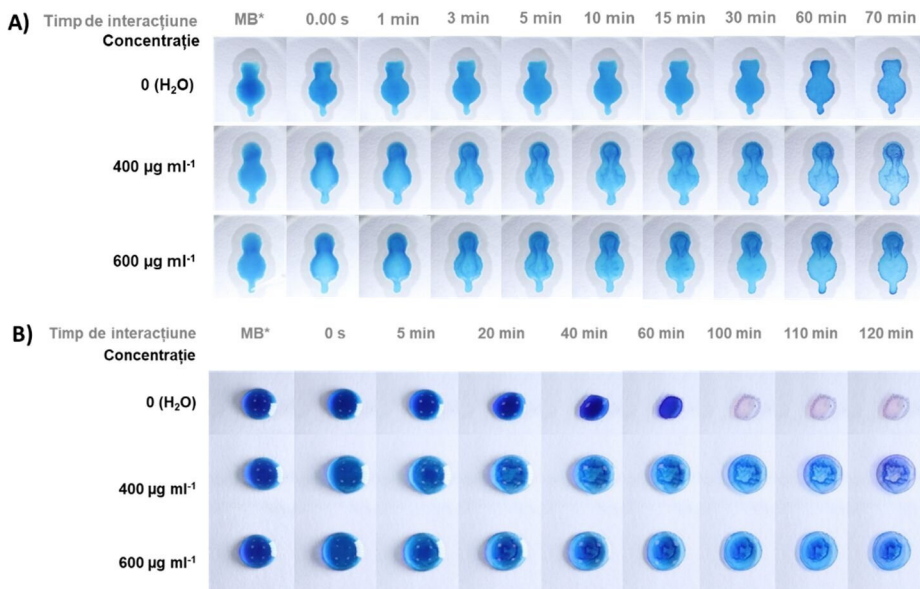 A) Timp de interacțiune MB* 0.00 s 1 min 3 min 5 min 10 min 15 min 30 min 60 min 70 min
Concentrație
0 (H₂O)
400 µg ml⁻¹
600 µg ml⁻¹
B) Timp de interacțiune MB* 0 s 5 min 20 min 40 min 60 min 100 min 110 min 120 min
Concentrație
0 (H₂O)
400 µg ml⁻¹
600 µg ml⁻¹